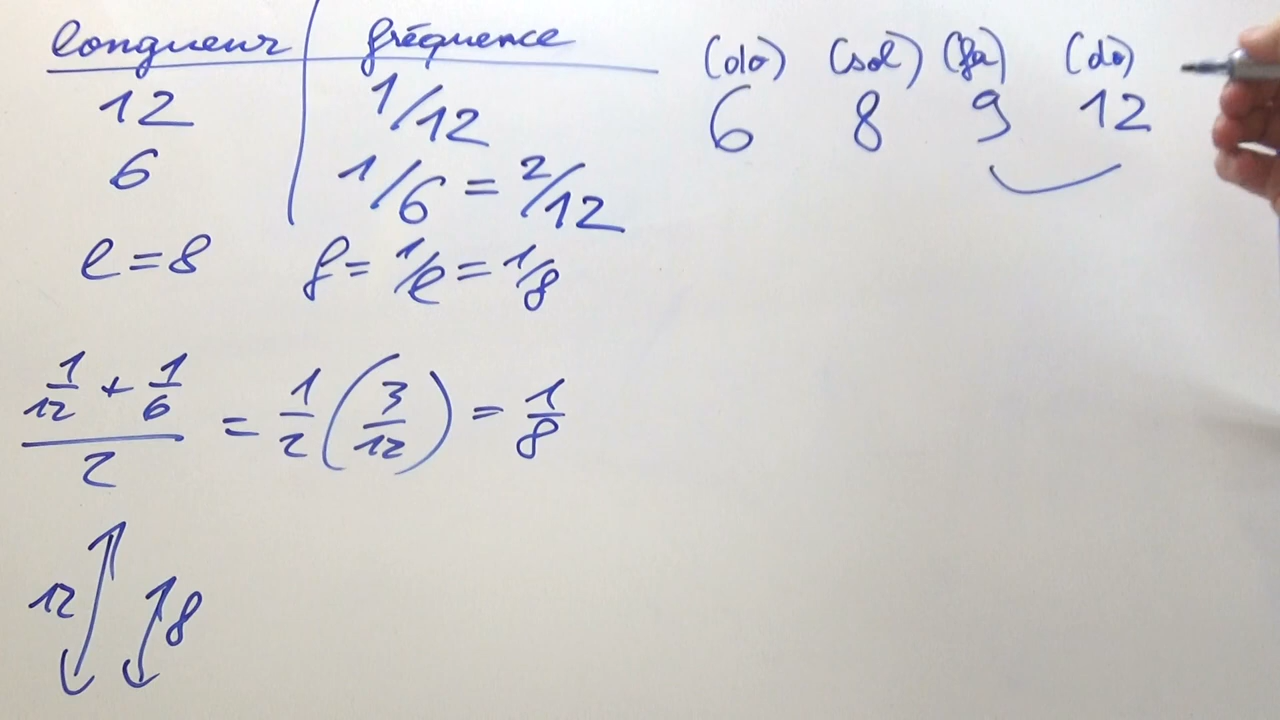 longueur fréquence
12 1/12
6 1/6 = 2/12
l = 8 f = 1/l = 1/8
(1/12 + 1/6)/2 = 1/2 (3/12) = 1/8
12 8
(do) (sol) (fa) (do)
6 8 9 12